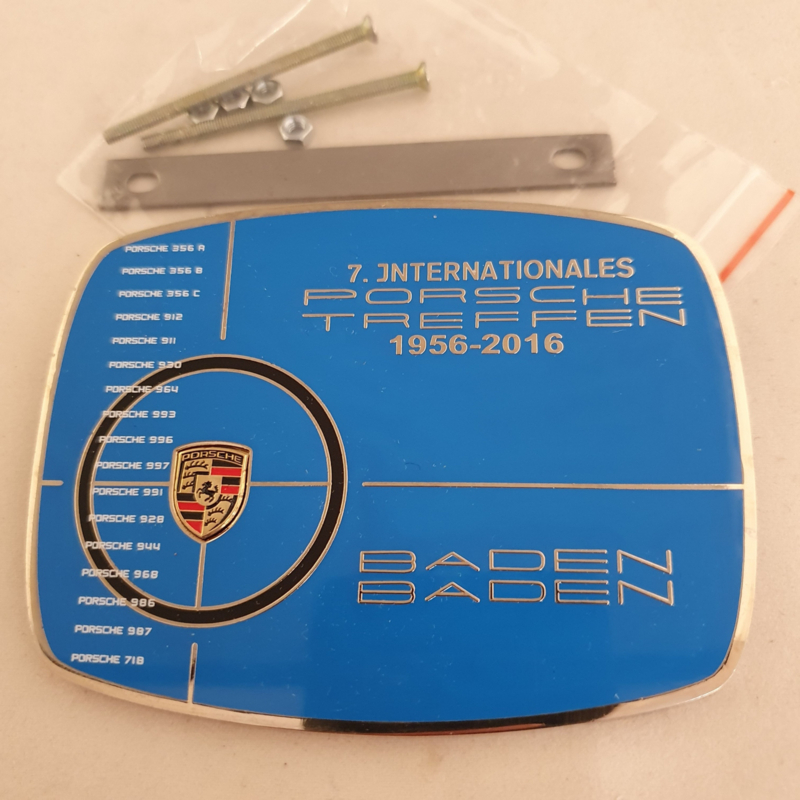 PORSCHE 356 A
PORSCHE 356 B
PORSCHE 356 C
PORSCHE 912
PORSCHE 911
PORSCHE 930
PORSCHE 964
PORSCHE 993
PORSCHE 996
PORSCHE 997
PORSCHE 991
PORSCHE 928
PORSCHE 944
PORSCHE 968
PORSCHE 986
PORSCHE 987
PORSCHE 718
PORSCHE
7. INTERNATIONALES
PORSCHE
TREFFEN
1956-2016
BADEN
BADEN